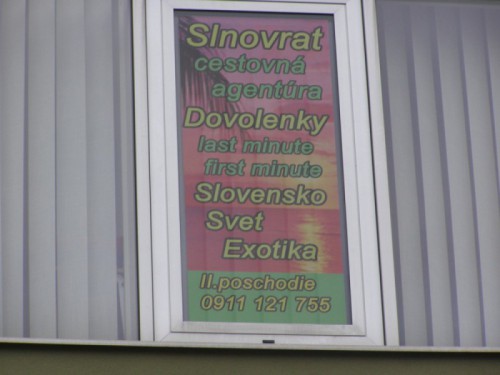 Slnovrat
cestovná
agentúra
Dovolenky
last minute
first minute
Slovensko
Svet
Exotika
II.poschodie
0911 121 755